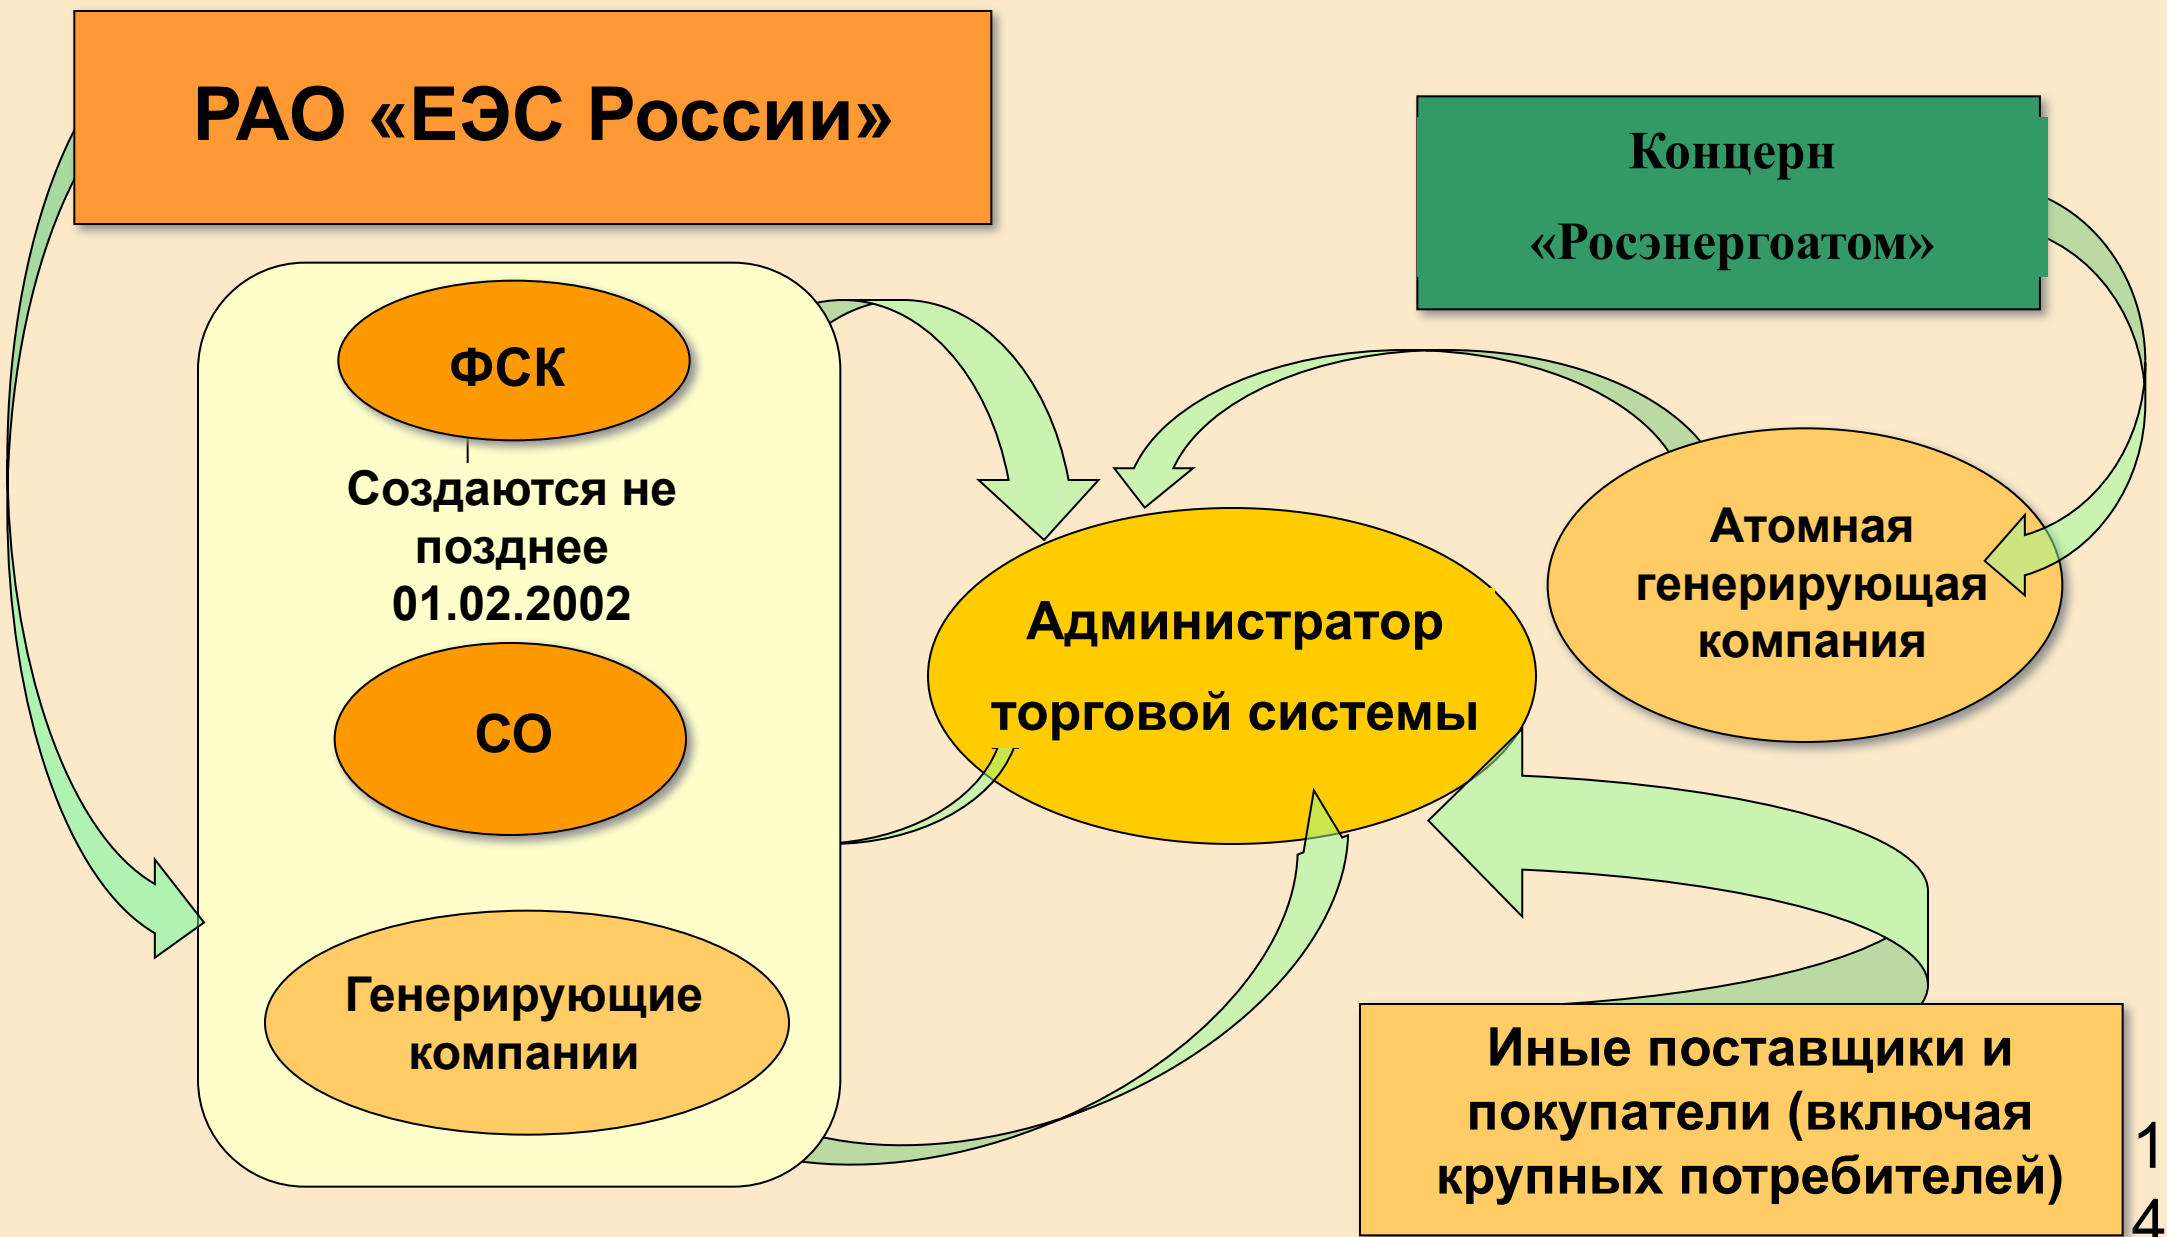 РАО «ЕЭС России»
Концерн
«Росэнергоатом»
ФСК
Создаются не
позднее
01.02.2002
СО
Генерирующие
компании
Администратор
торговой системы
Атомная
генерирующая
компания
Иные поставщики и
покупатели (включая
крупных потребителей)
1
4